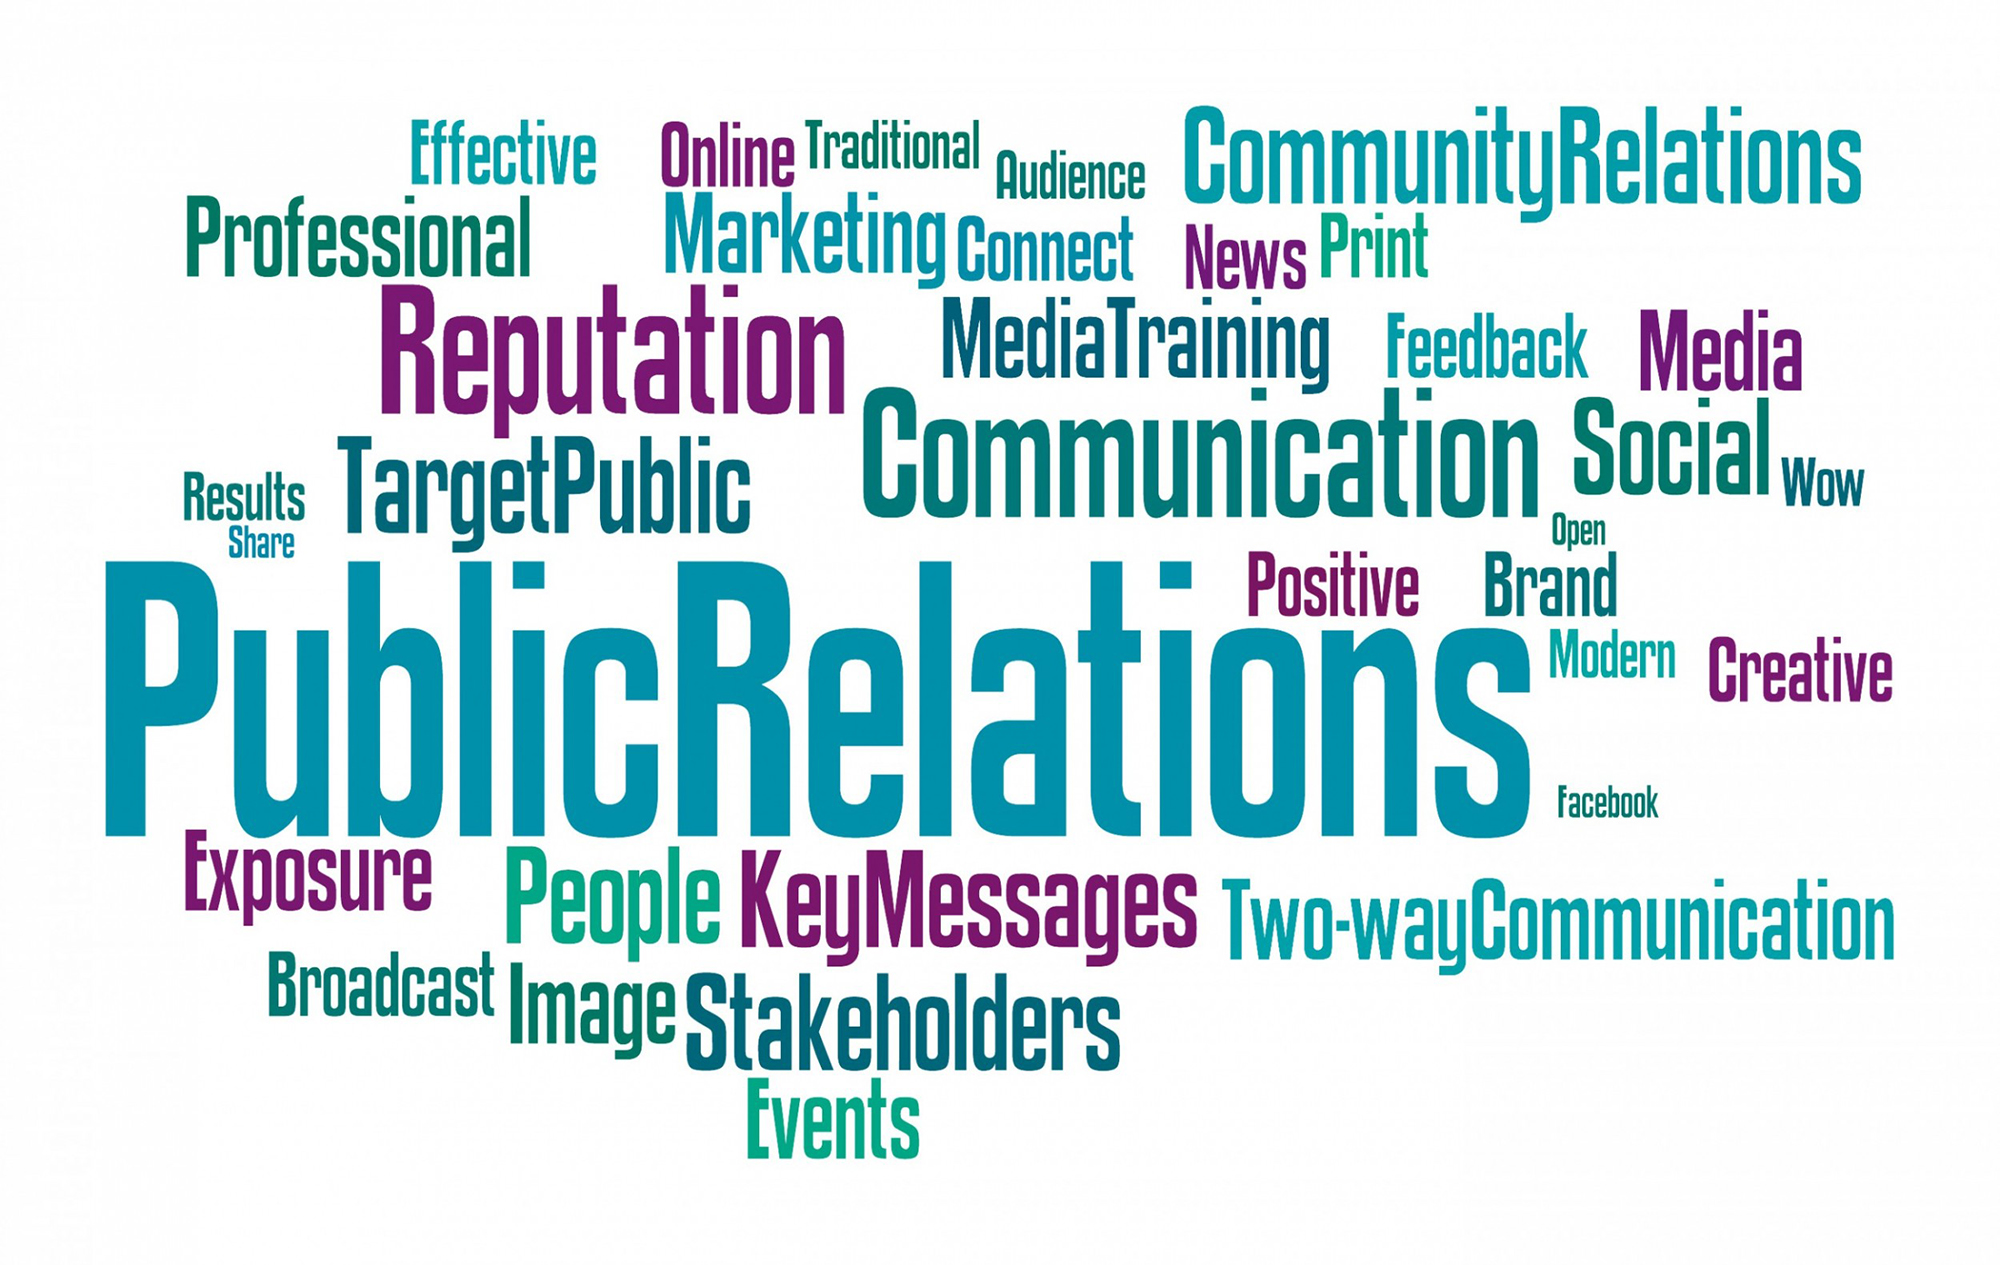 Effective
Online
Traditional
Audience
CommunityRelations
Professional
Marketing
Connect
News
Print
Reputation
MediaTraining
Feedback
Media
Communication
Social
Wow
Results
TargetPublic
Share
Open
PublicRelations
Positive
Brand
Modern
Creative
Facebook
Exposure
People
KeyMessages
Two-wayCommunication
Broadcast
Image
Stakeholders
Events